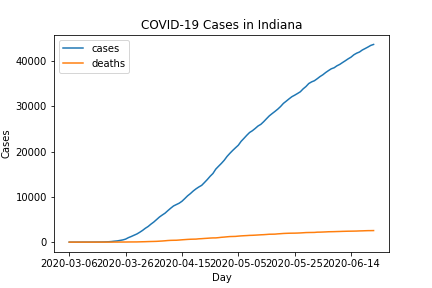 COVID-19 Cases in Indiana
cases
deaths
40000
30000
20000
10000
0
Cases
2020-03-06 2020-03-26 2020-04-15 2020-05-05 2020-05-25 2020-06-14
Day